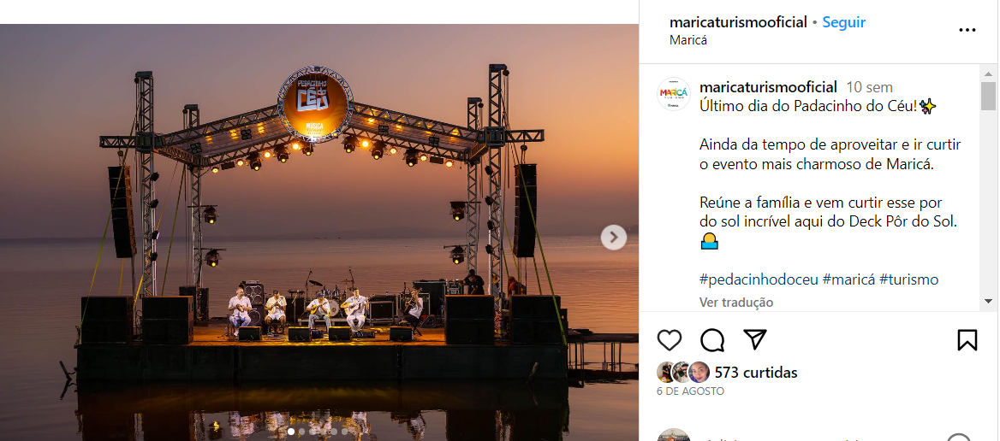 PEDACINHO
do
CÉU
MÚSICA
maricaturismooficial • Seguir
Maricá
MARICÁ
maricaturismooficial 10 sem
Último dia do Padacinho do Céu!✨
Ainda da tempo de aproveitar e ir curtir
o evento mais charmoso de Maricá.
Reúne a família e vem curtir esse por
do sol incrível aqui do Deck Pôr do Sol.
#pedacinhodoceu #maricá #turismo
Ver tradução
573 curtidas
6 DE AGOSTO